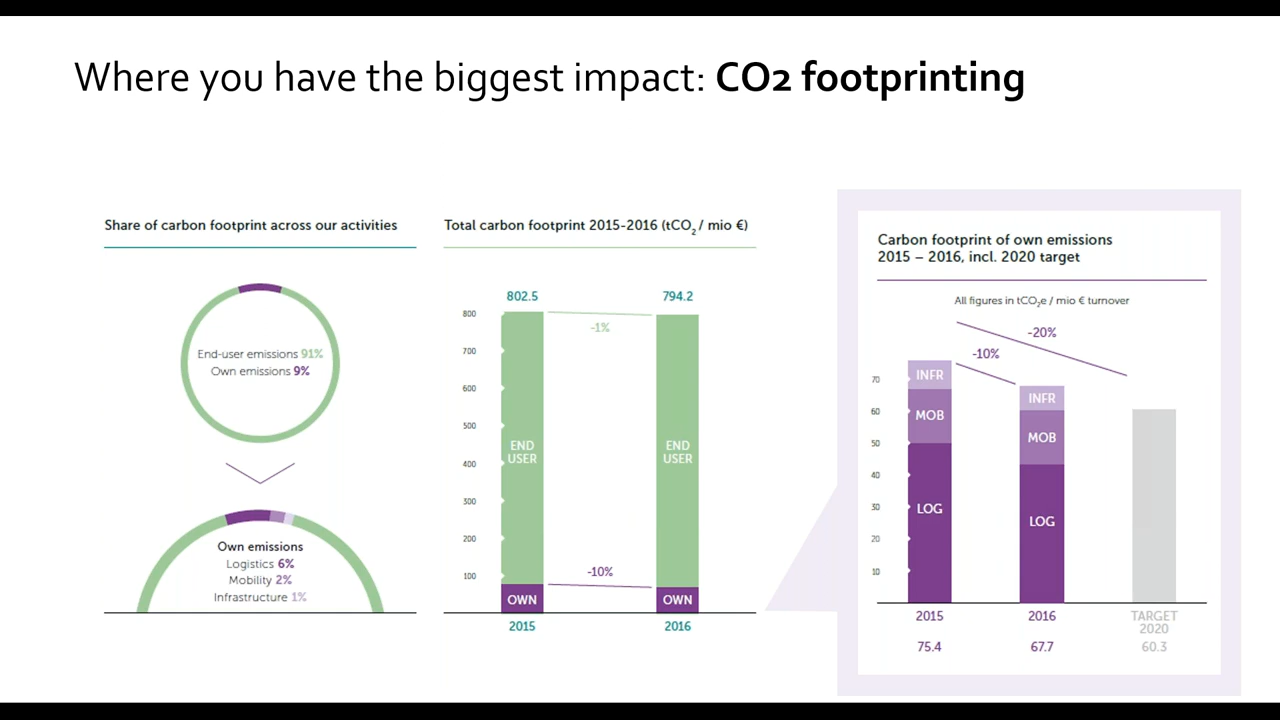 Where you have the biggest impact: CO2 footprinting
Share of carbon footprint across our activities
End-user emissions 91%
Own emissions 9%
Own emissions
Logistics 6%
Mobility 2%
Infrastructure 1%
Total carbon footprint 2015-2016 (tCO₂ / mio €)
802.5
794.2
-1%
800
700
600
500
400
300
200
100
END
USER
END
USER
-10%
OWN
OWN
2015
2016
Carbon footprint of own emissions
2015 – 2016, incl. 2020 target
All figures in tCO₂e / mio € turnover
-20%
-10%
70
60
50
40
30
20
10
INFR
MOB
LOG
INFR
MOB
LOG
2015
2016
TARGET
2020
75.4
67.7
60.3